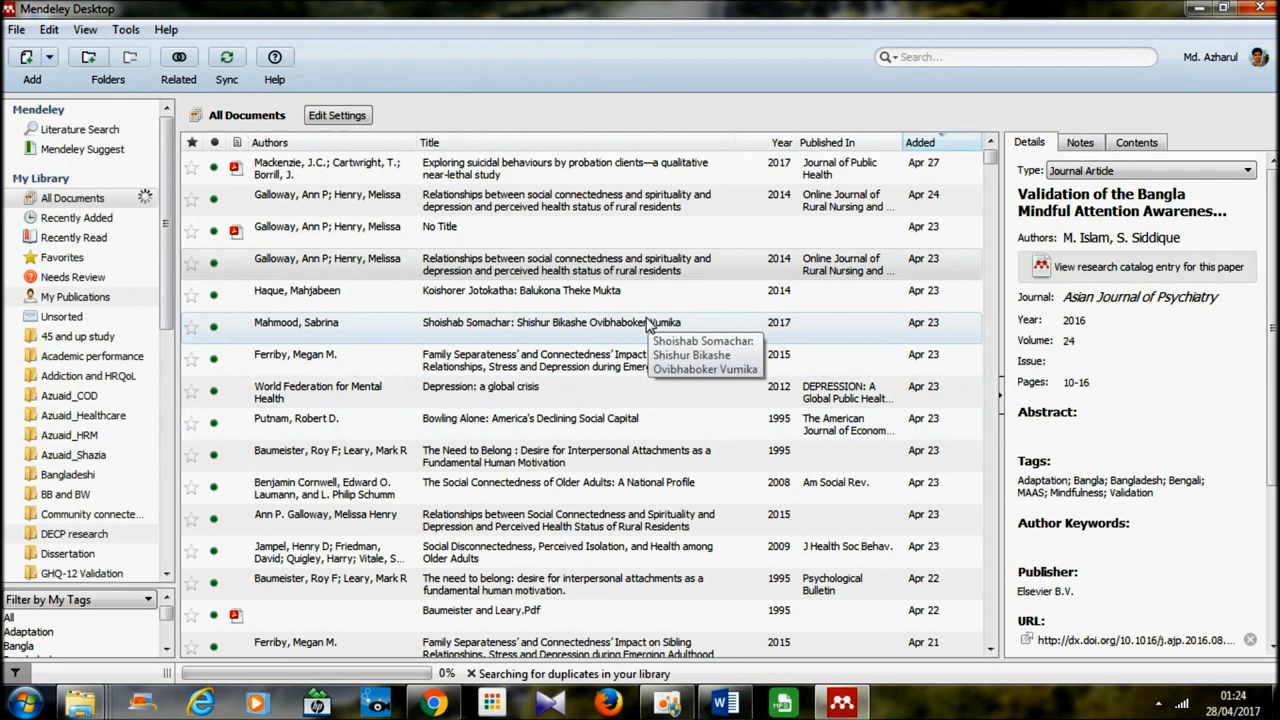 Mendeley Desktop
File Edit View Tools Help
Search...
Md. Azharul
Add Folders Related Sync Help
Mendeley
Literature Search
Mendeley Suggest
My Library
All Documents
Recently Added
Recently Read
Favorites
Needs Review
My Publications
Unsorted
45 and up study
Academic performance
Addiction and HRQoL
Azuaid_COD
Azuaid_Healthcare
Azuaid_HRM
Azuaid_Shazia
Bangladeshi
BB and BW
Community connecte...
DECP research
Dissertation
GHQ-12 Validation
Filter by My Tags
All
Adaptation
Bangla
All Documents Edit Settings
Authors Title Year Published In Added
Mackenzie, J.C.; Cartwright, T.; Exploring suicidal behaviours by probation clients—a qualitative 2017 Journal of Public Apr 27
Borrill, J. near-lethal study Health
Galloway, Ann P; Henry, Melissa Relationships between social connectedness and spirituality and 2014 Online Journal of Apr 24
depression and perceived health status of rural residents Rural Nursing and ...
Galloway, Ann P; Henry, Melissa No Title Apr 23
Galloway, Ann P; Henry, Melissa Relationships between social connectedness and spirituality and 2014 Online Journal of Apr 23
depression and perceived health status of rural residents Rural Nursing and ...
Haque, Mahjabeen Koishorer Jotokatha: Balukona Theke Mukta 2014 Apr 23
Mahmood, Sabrina Shoishab Somachar: Shishur Bikashe Ovibhaboker Vumika 2017 Apr 23
Shoishab Somachar:
Shishur Bikashe
Ovibhaboker Vumika
Ferriby, Megan M. Family Separateness' and Connectedness' Impact 2015 Apr 23
Relationships, Stress and Depression during Emerg
World Federation for Mental Depression: a global crisis 2012 DEPRESSION: A Apr 23
Health Global Public Healt...
Putnam, Robert D. Bowling Alone: America's Declining Social Capital 1995 The American Apr 23
Journal of Econom...
Baumeister, Roy F; Leary, Mark R The Need to Belong : Desire for Interpersonal Attachments as a 1995 Apr 23
Fundamental Human Motivation
Benjamin Cornwell, Edward O. The Social Connectedness of Older Adults: A National Profile 2008 Am Social Rev. Apr 23
Laumann, and L. Philip Schumm
Ann P. Galloway, Melissa Henry Relationships between Social Connectedness and Spirituality and 2015 Apr 23
Depression and Perceived Health Status of Rural Residents
Jampel, Henry D; Friedman, Social Disconnectedness, Perceived Isolation, and Health among 2009 J Health Soc Behav. Apr 23
David; Quigley, Harry; Vitale, S... Older Adults
Baumeister, Roy F; Leary, Mark R The need to belong: desire for interpersonal attachments as a 1995 Psychological Apr 22
fundamental human motivation. Bulletin
Baumeister and Leary.Pdf 1995 Apr 22
Ferriby, Megan M. Family Separateness' and Connectedness' Impact on Sibling 2015 Apr 21
Relationships, Stress and Depression during Emerging Adulthood
Details Notes Contents
Type: Journal Article
Validation of the Bangla
Mindful Attention Awarenes...
Authors: M. Islam, S. Siddique
View research catalog entry for this paper
Journal: Asian Journal of Psychiatry
Year: 2016
Volume: 24
Issue:
Pages: 10-16
Abstract:
Tags:
Adaptation; Bangla; Bangladesh; Bengali;
MAAS; Mindfulness; Validation
Author Keywords:
Publisher:
Elsevier B.V.
URL:
http://dx.doi.org/10.1016/j.ajp.2016.08....
0% Searching for duplicates in your library
01:24
28/04/2017